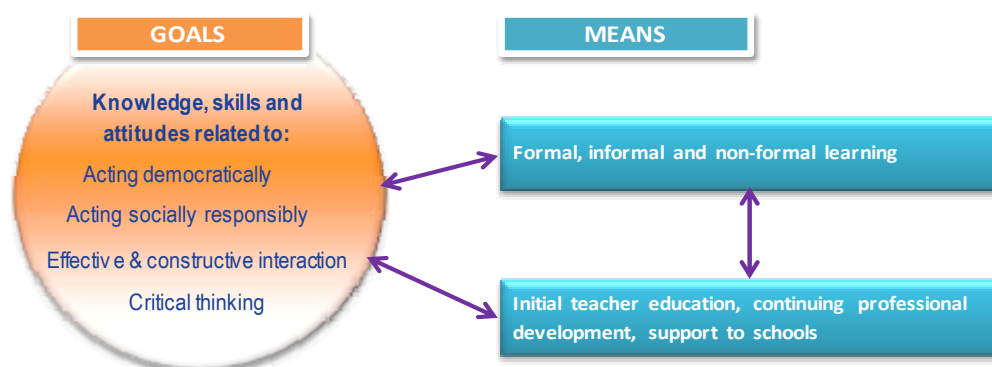 GOALS
MEANS
Knowledge, skills and
attitudes related to:
Acting democratically
Acting socially responsibly
Effective & constructive interaction
Critical thinking
Formal, informal and non-formal learning
Initial teacher education, continuing professional
development, support to schools